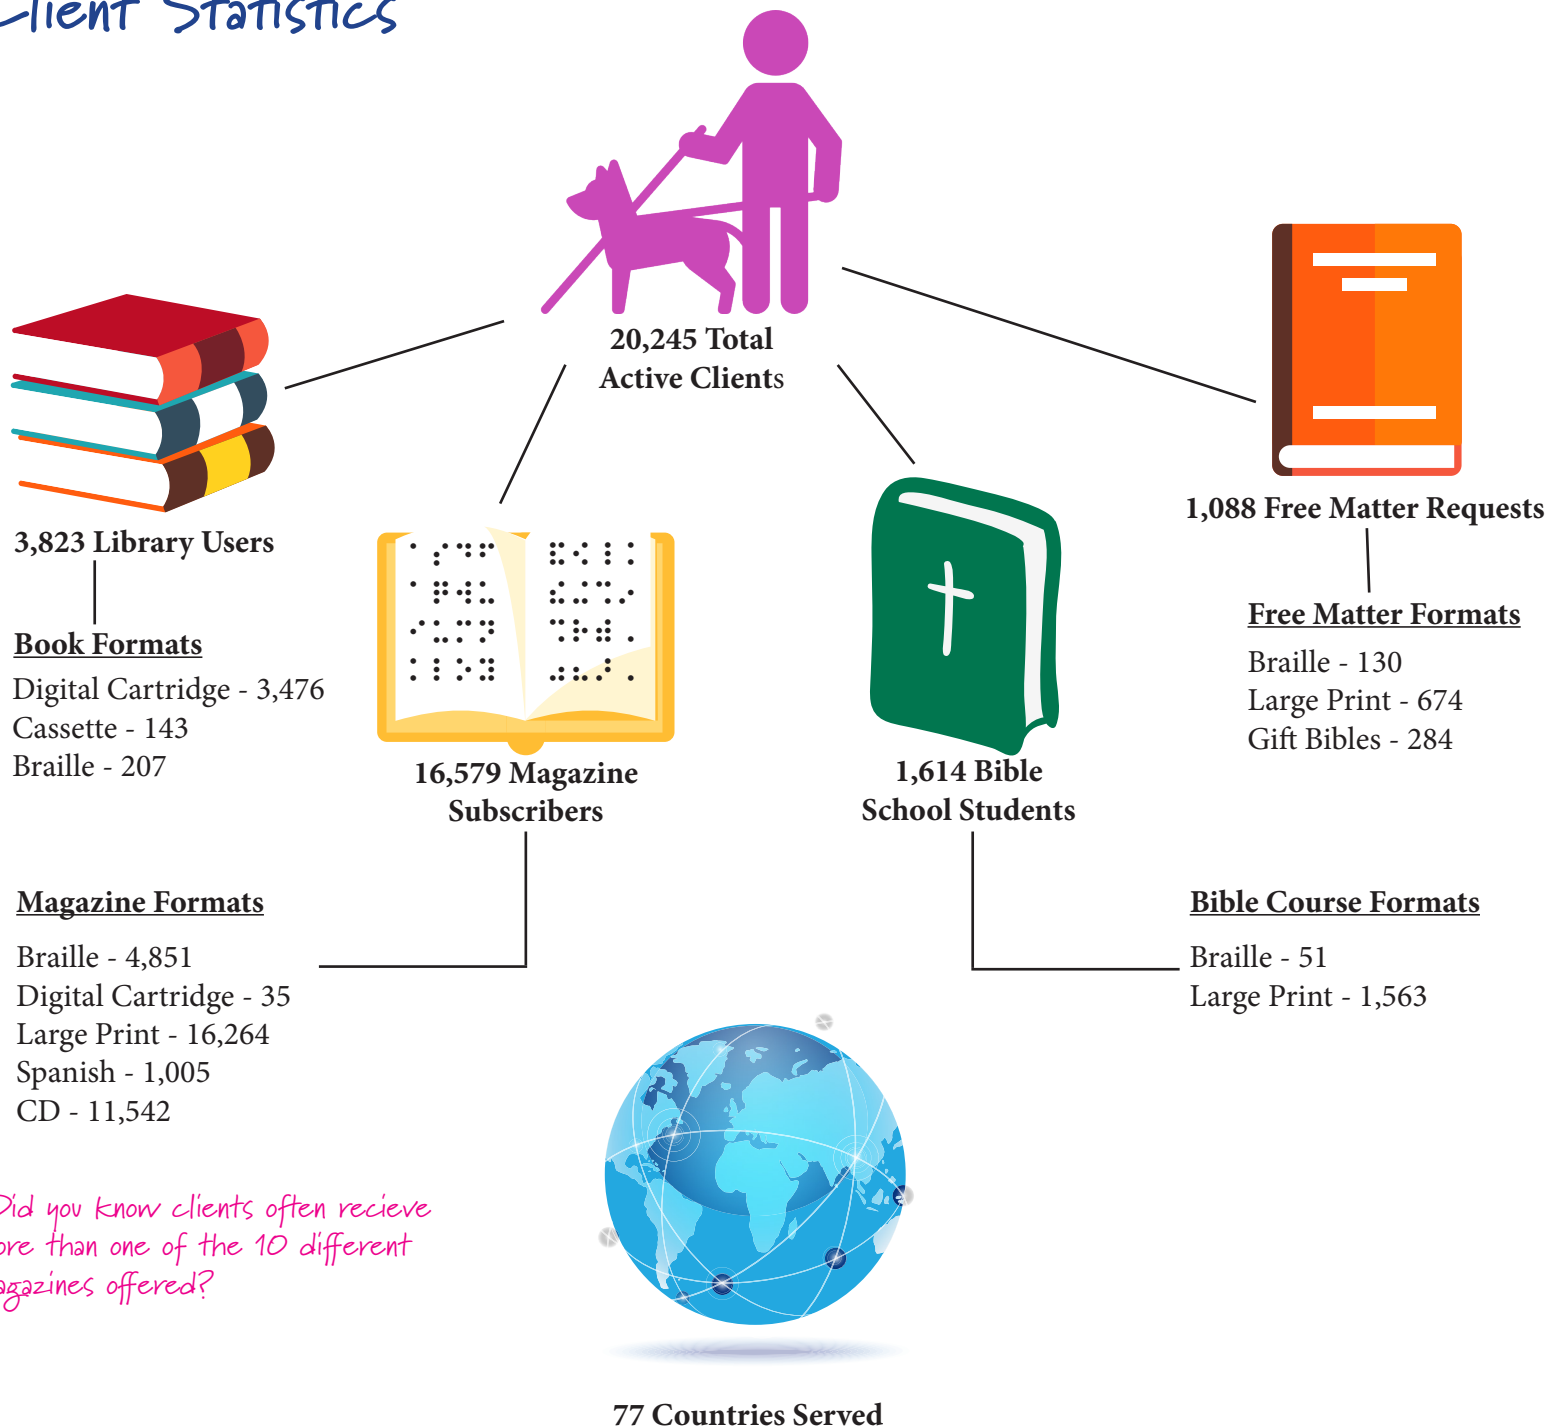 Client Statistics
20,245 Total
Active Clients
3,823 Library Users
Book Formats
Digital Cartridge - 3,476
Cassette - 143
Braille - 207
16,579 Magazine
Subscribers
Magazine Formats
Braille - 4,851
Digital Cartridge - 35
Large Print - 16,264
Spanish - 1,005
CD - 11,542
1,614 Bible
School Students
Bible Course Formats
Braille - 51
Large Print - 1,563
1,088 Free Matter Requests
Free Matter Formats
Braille - 130
Large Print - 674
Gift Bibles - 284
Did you know clients often recieve
ore than one of the 10 different
agazines offered?
77 Countries Served